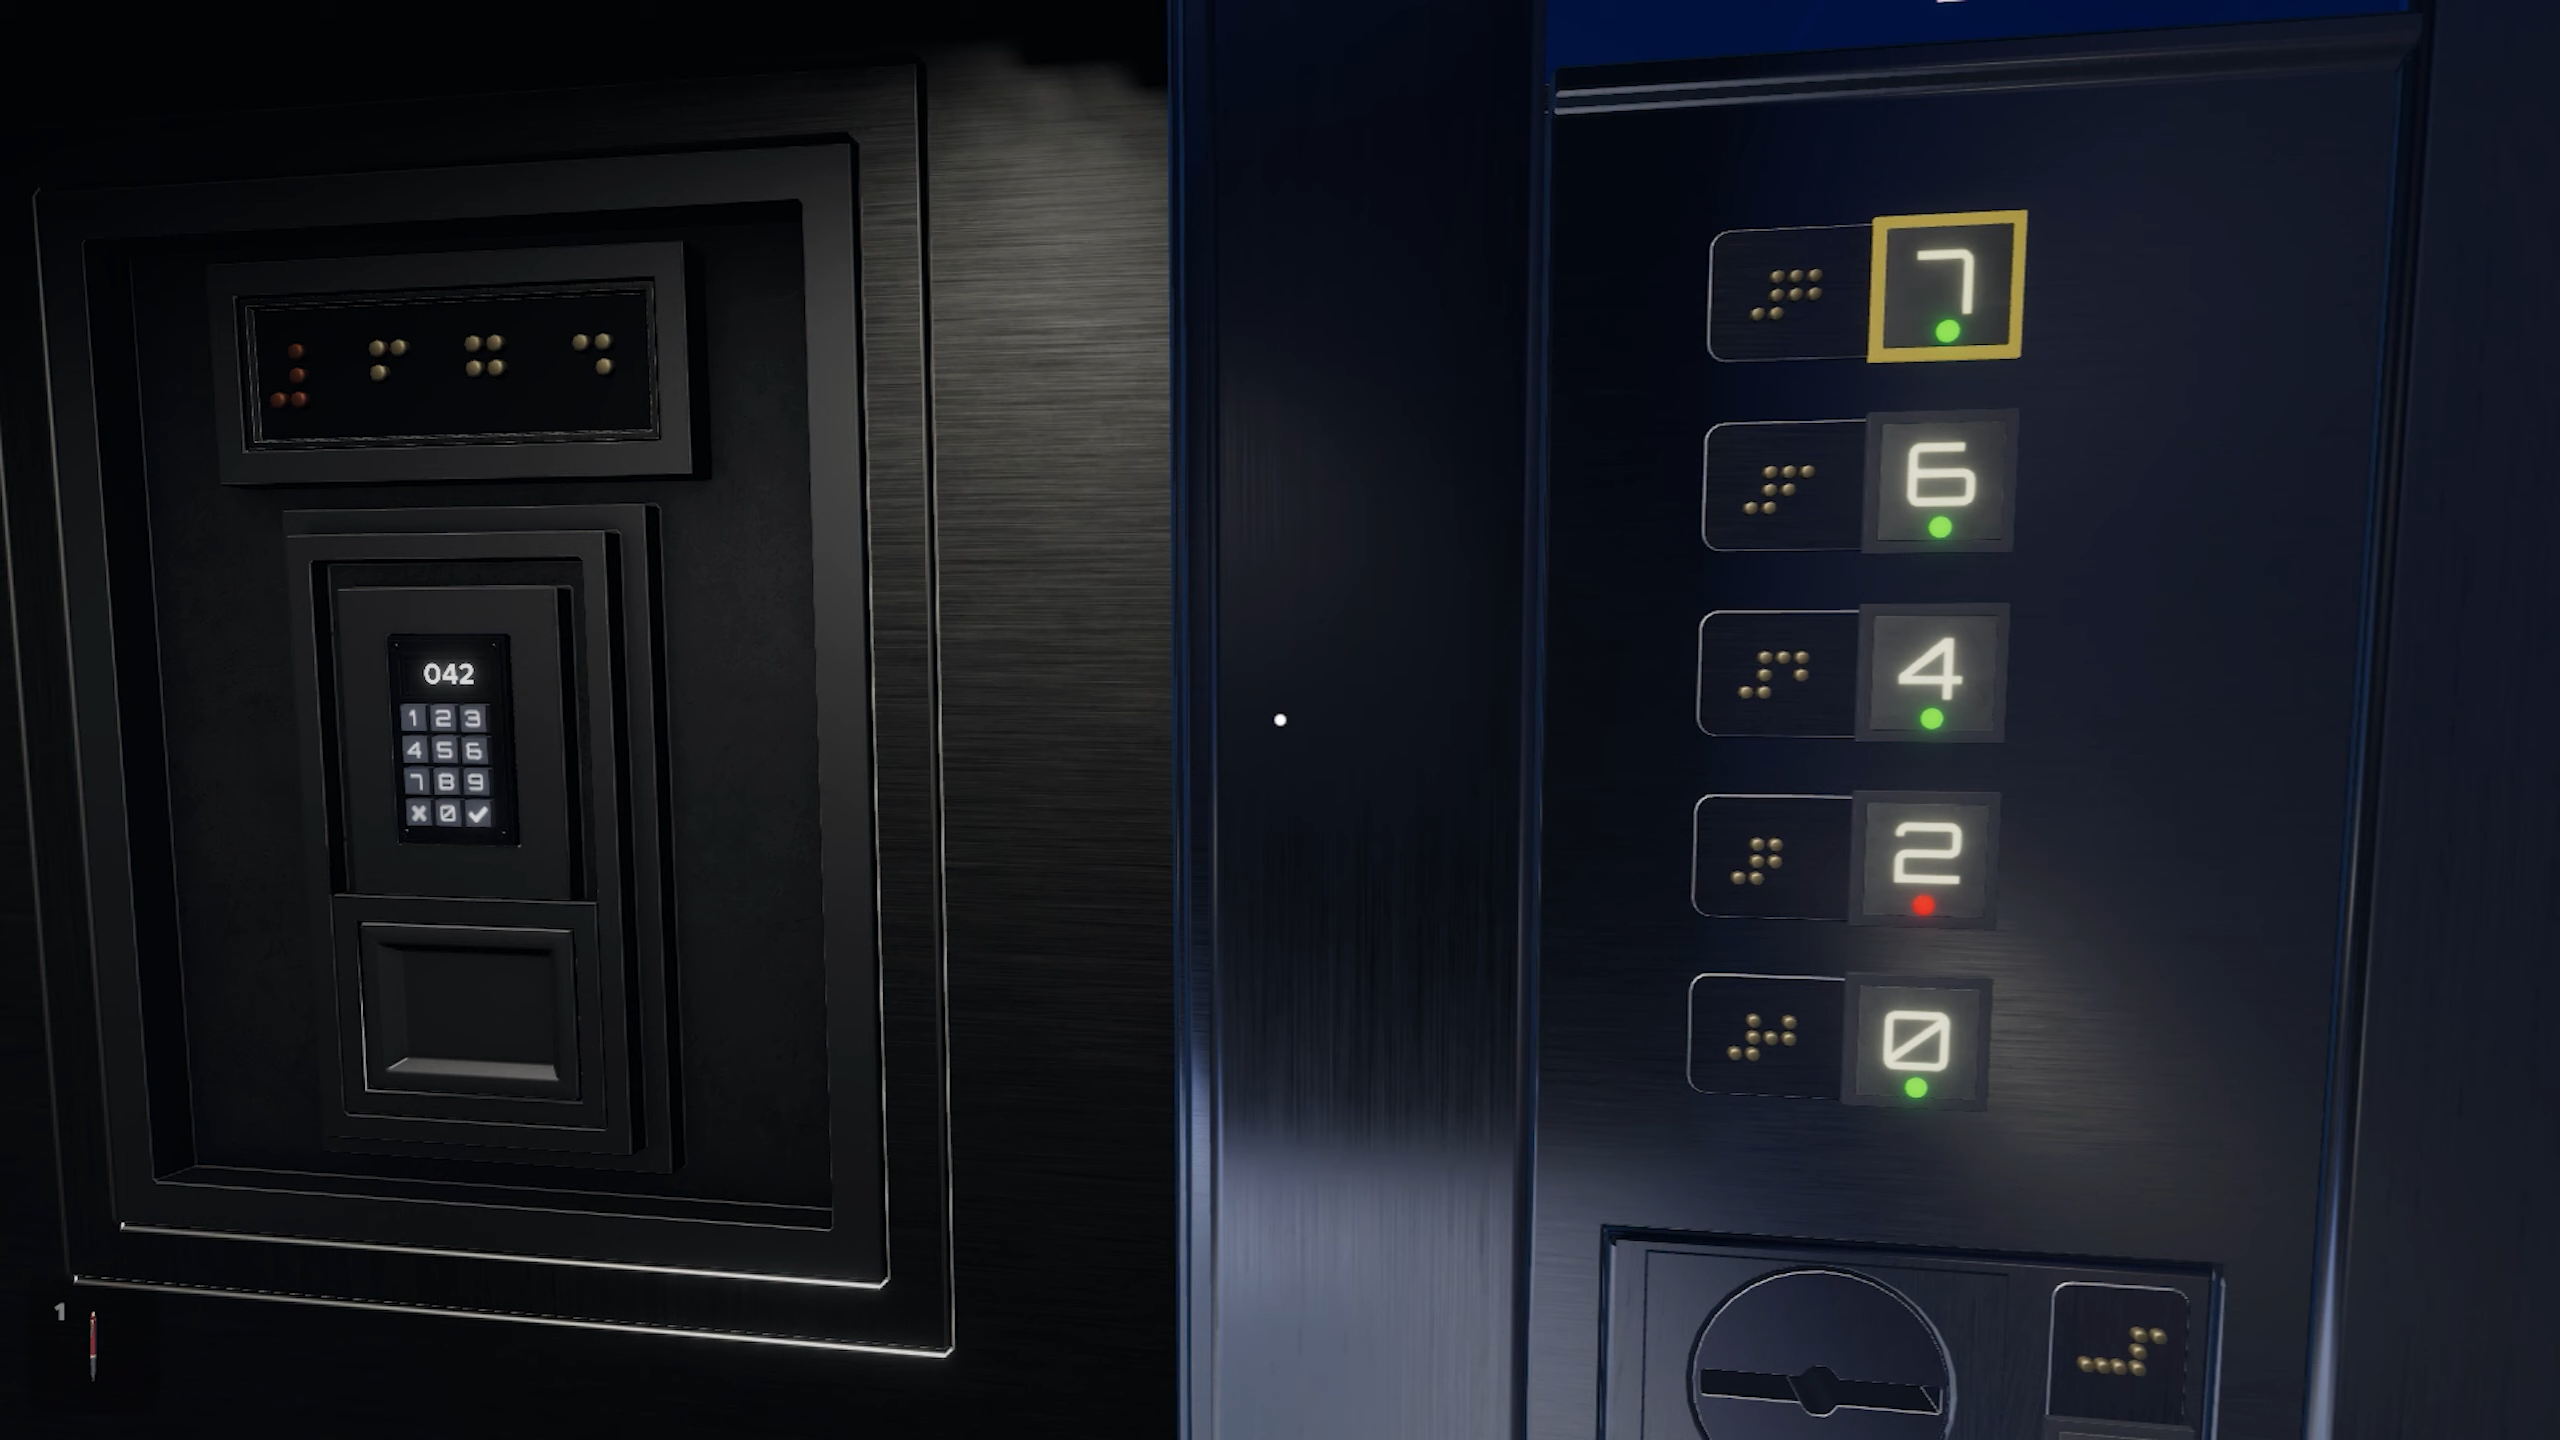 ⠼⠋⠛⠙
042
1 2 3
4 5 6
7 8 9
✖ 0 ✔
1
⠼⠛ 7
⠼⠋ 6
⠼⠙ 4
⠼⠃ 2
⠼⠚ 0